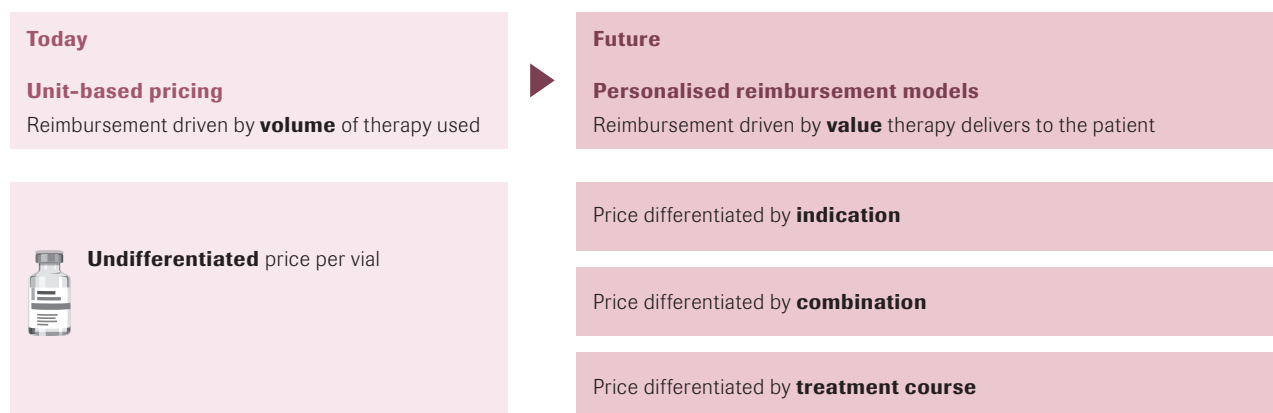 Today
Unit-based pricing
Reimbursement driven by volume of therapy used
Undifferentiated price per vial
Future
Personalised reimbursement models
Reimbursement driven by value therapy delivers to the patient
Price differentiated by indication
Price differentiated by combination
Price differentiated by treatment course